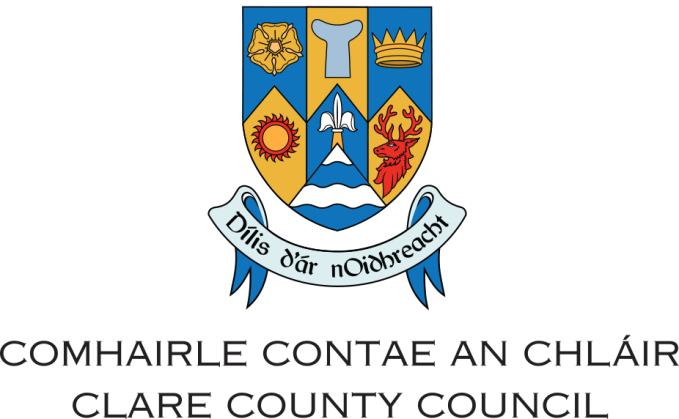 Dílis d'ár nOidhreacht
COMHAIRLE CONTAE AN CHLÁIR
CLARE COUNTY COUNCIL